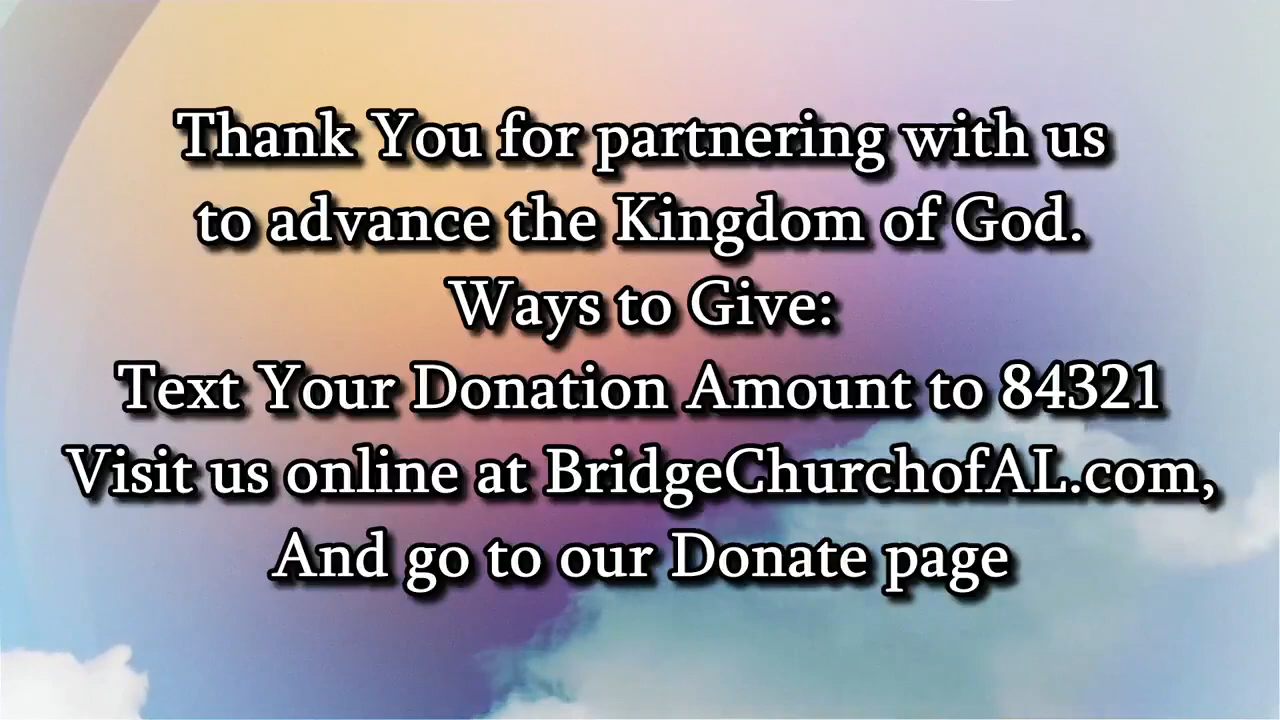 Thank You for partnering with us
to advance the Kingdom of God.
Ways to Give:
Text Your Donation Amount to 84321
Visit us online at BridgeChurchofAL.com,
And go to our Donate page